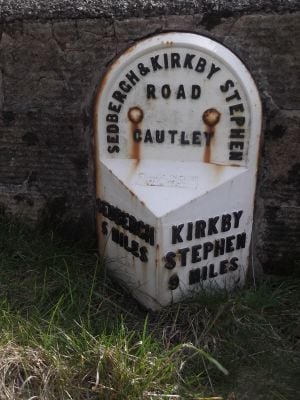 SEDBERGH & KIRKBY STEPHEN
ROAD
CAUTLEY
SEDBERGH
5 MILES
KIRKBY
STEPHEN
9 MILES